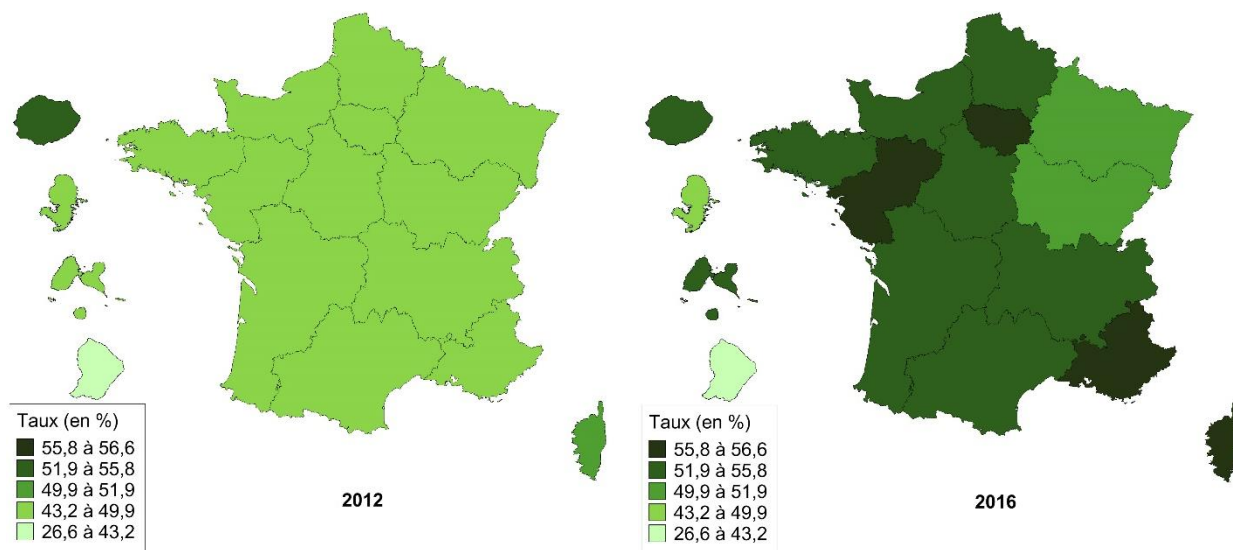 Taux (en %)
55,8 à 56,6
51,9 à 55,8
49,9 à 51,9
43,2 à 49,9
26,6 à 43,2
2012
Taux (en %)
55,8 à 56,6
51,9 à 55,8
49,9 à 51,9
43,2 à 49,9
26,6 à 43,2
2016